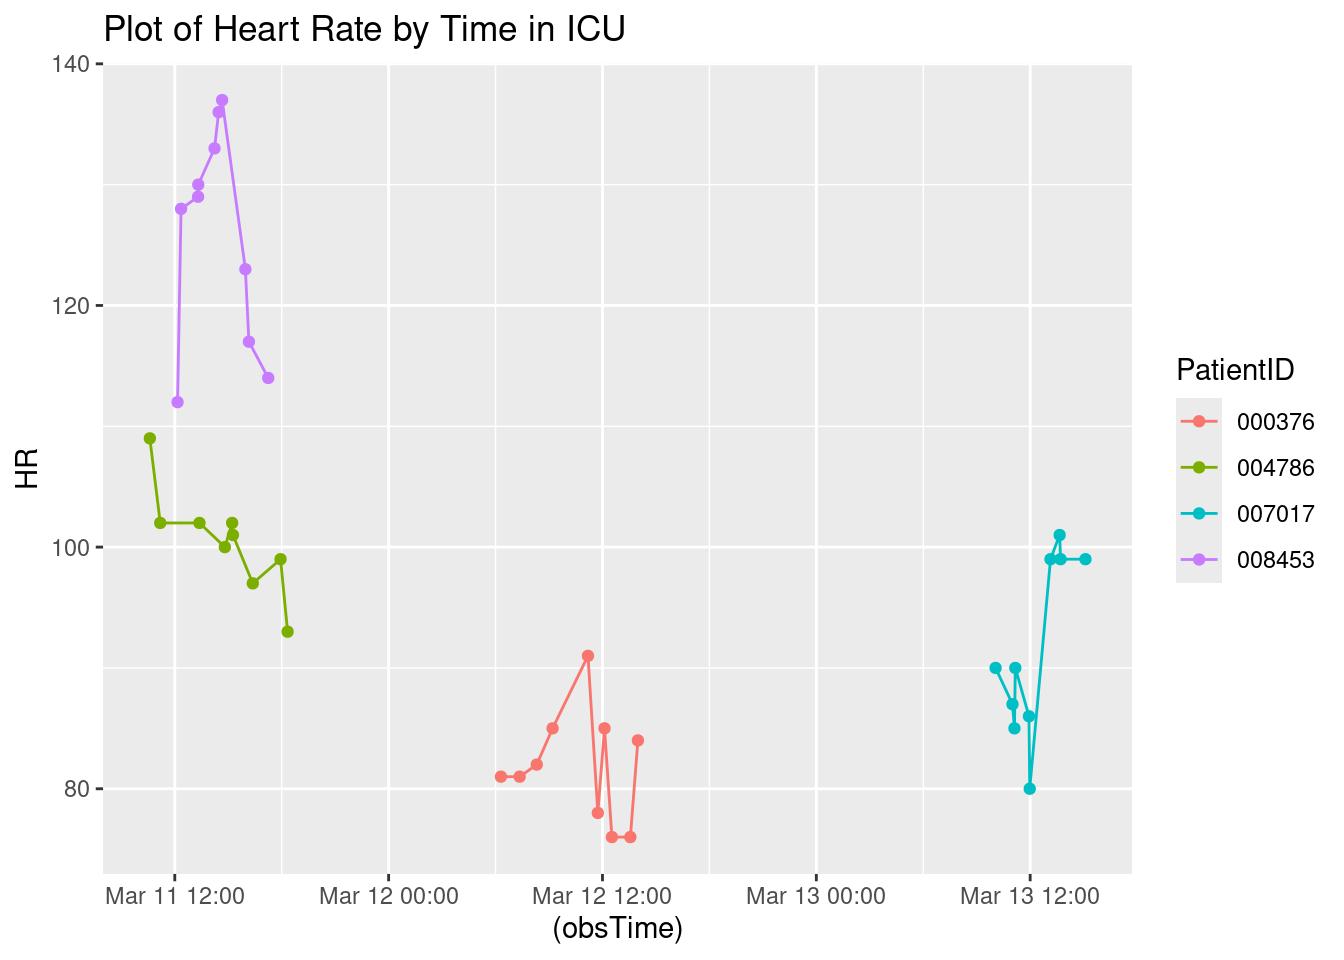 Plot of Heart Rate by Time in ICU
140
120
100
80
HR
Mar 11 12:00 Mar 12 00:00 Mar 12 12:00 Mar 13 00:00 Mar 13 12:00
(obsTime)
PatientID
000376
004786
007017
008453